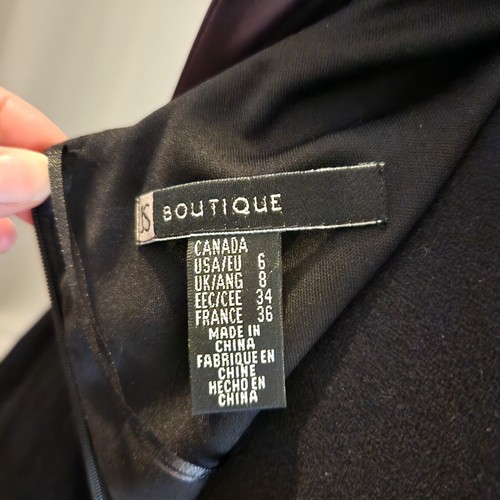 JS BOUTIQUE
CANADA
USA/EU 6
UK/ANG 8
EEC/CEE 34
FRANCE 36
MADE IN
CHINA
FABRIQUE EN
CHINE
HECHO EN
CHINA